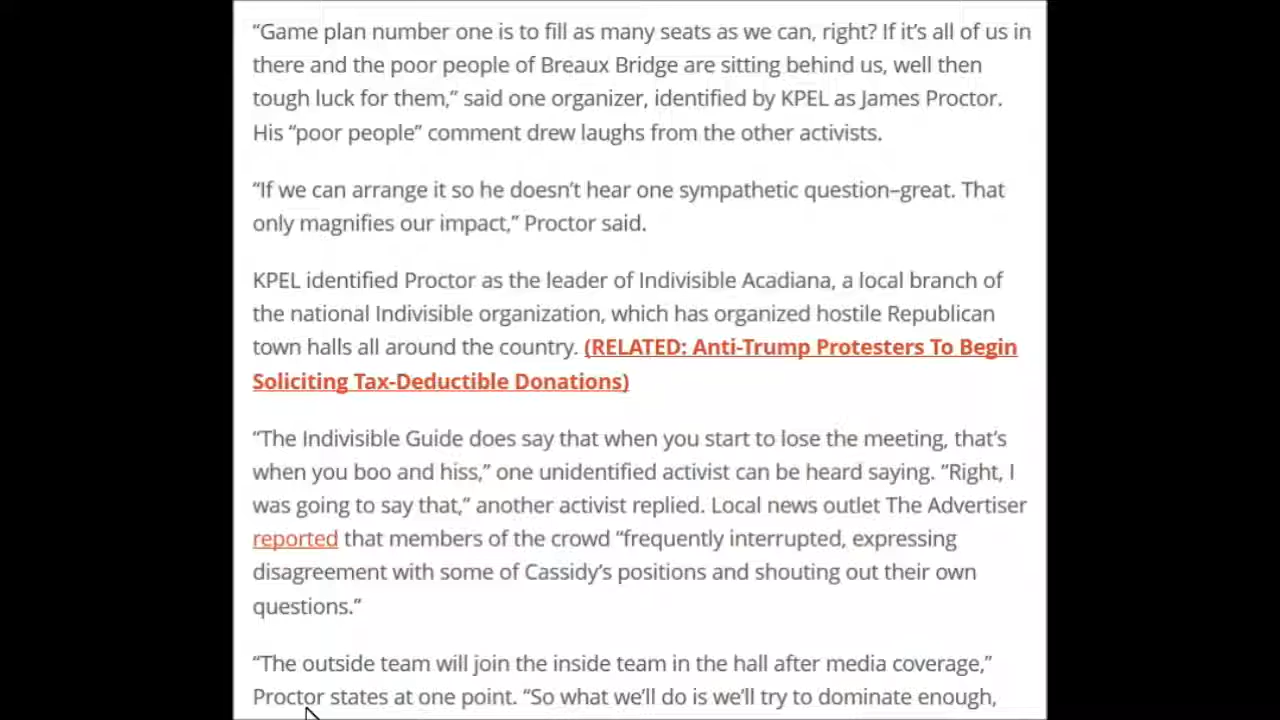 “Game plan number one is to fill as many seats as we can, right? If it’s all of us in
there and the poor people of Breaux Bridge are sitting behind us, well then
tough luck for them,” said one organizer, identified by KPEL as James Proctor.
His “poor people” comment drew laughs from the other activists.
“If we can arrange it so he doesn’t hear one sympathetic question–great. That
only magnifies our impact,” Proctor said.
KPEL identified Proctor as the leader of Indivisible Acadiana, a local branch of
the national Indivisible organization, which has organized hostile Republican
town halls all around the country. (RELATED: Anti-Trump Protesters To Begin
Soliciting Tax-Deductible Donations)
“The Indivisible Guide does say that when you start to lose the meeting, that’s
when you boo and hiss,” one unidentified activist can be heard saying. “Right, I
was going to say that,” another activist replied. Local news outlet The Advertiser
reported that members of the crowd “frequently interrupted, expressing
disagreement with some of Cassidy’s positions and shouting out their own
questions.”
“The outside team will join the inside team in the hall after media coverage,”
Proctor states at one point. “So what we’ll do is we’ll try to dominate enough,